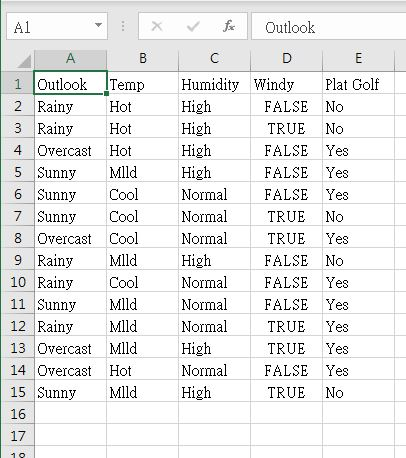 A1 fx Outlook
A B C D E
1 Outlook Temp Humidity Windy Plat Golf
2 Rainy Hot High FALSE No
3 Rainy Hot High TRUE No
4 Overcast Hot High FALSE Yes
5 Sunny Mlld High FALSE Yes
6 Sunny Cool Normal FALSE Yes
7 Sunny Cool Normal TRUE No
8 Overcast Cool Normal TRUE Yes
9 Rainy Mlld High FALSE No
10 Rainy Cool Normal FALSE Yes
11 Sunny Mlld Normal FALSE Yes
12 Rainy Mlld Normal TRUE Yes
13 Overcast Mlld High TRUE Yes
14 Overcast Hot Normal FALSE Yes
15 Sunny Mlld High TRUE No
16
17
18